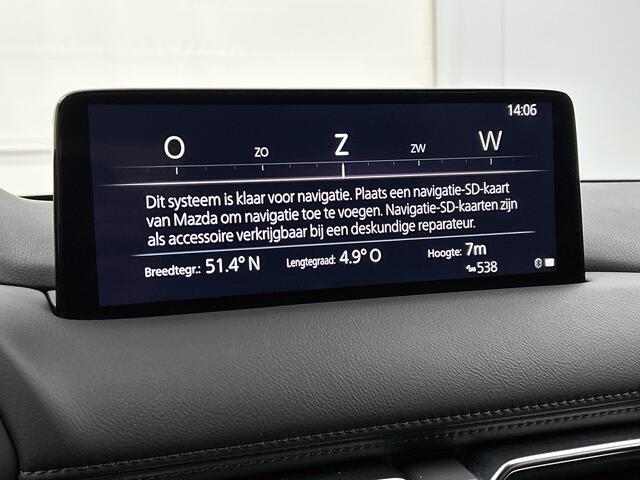 14:06
O ZO Z ZW W
Dit systeem is klaar voor navigatie. Plaats een navigatie-SD-kaart
van Mazda om navigatie toe te voegen. Navigatie-SD-kaarten zijn
als accessoire verkrijgbaar bij een deskundige reparateur.
Breedtegr.: 51.4° N Lengtegraad: 4.9° O Hoogte: 7m
538